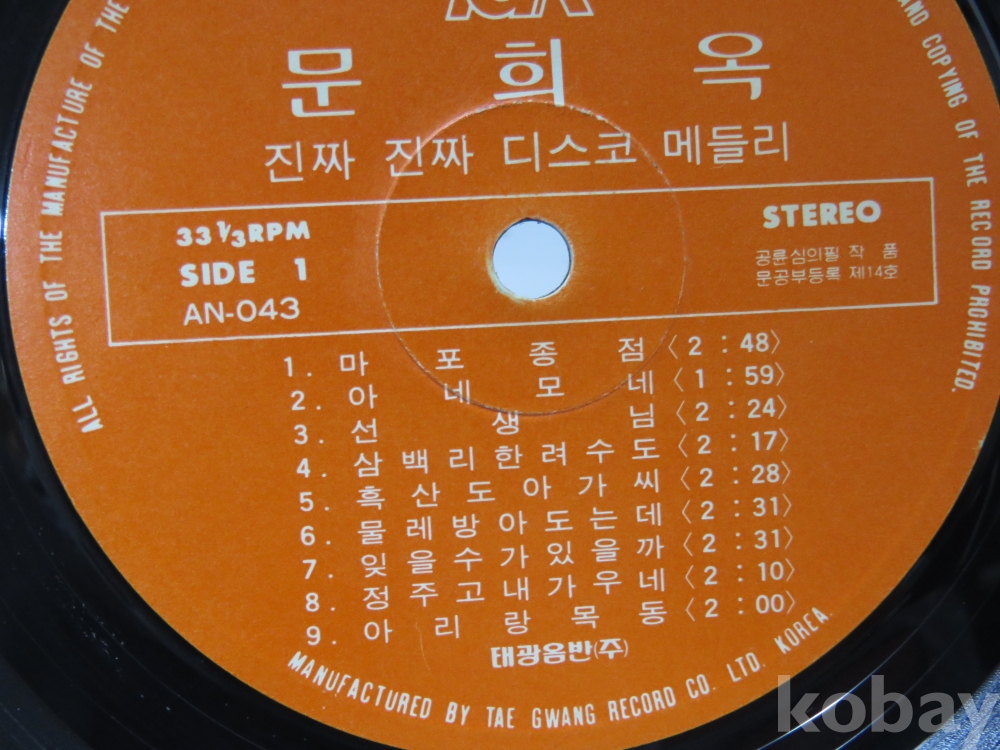 문 희 옥
진짜 진짜 디스코 메들리
33 1/3 RPM
SIDE 1
AN-043
STEREO
공륜심의필 작 품
문공부등록 제14호
1. 마 포 종 점 〈2 : 48〉
2. 아 네 모 네 〈1 : 59〉
3. 선 생 님 〈2 : 24〉
4. 삼백리한려수도 〈2 : 17〉
5. 흑산도아가씨 〈2 : 28〉
6. 물레방아도는데 〈2 : 31〉
7. 잊을수가있을까 〈2 : 31〉
8. 정주고내가우네 〈2 : 10〉
9. 아 리 랑 목 동 〈2 : 00〉
태광음반(주)
MANUFACTURED BY TAE GWANG RECORD CO. LTD. KOREA.
ALL RIGHTS OF THE MANUFACTURE OF THE
AND COPYING OF THE RECORD PROHIBITED.
kobay